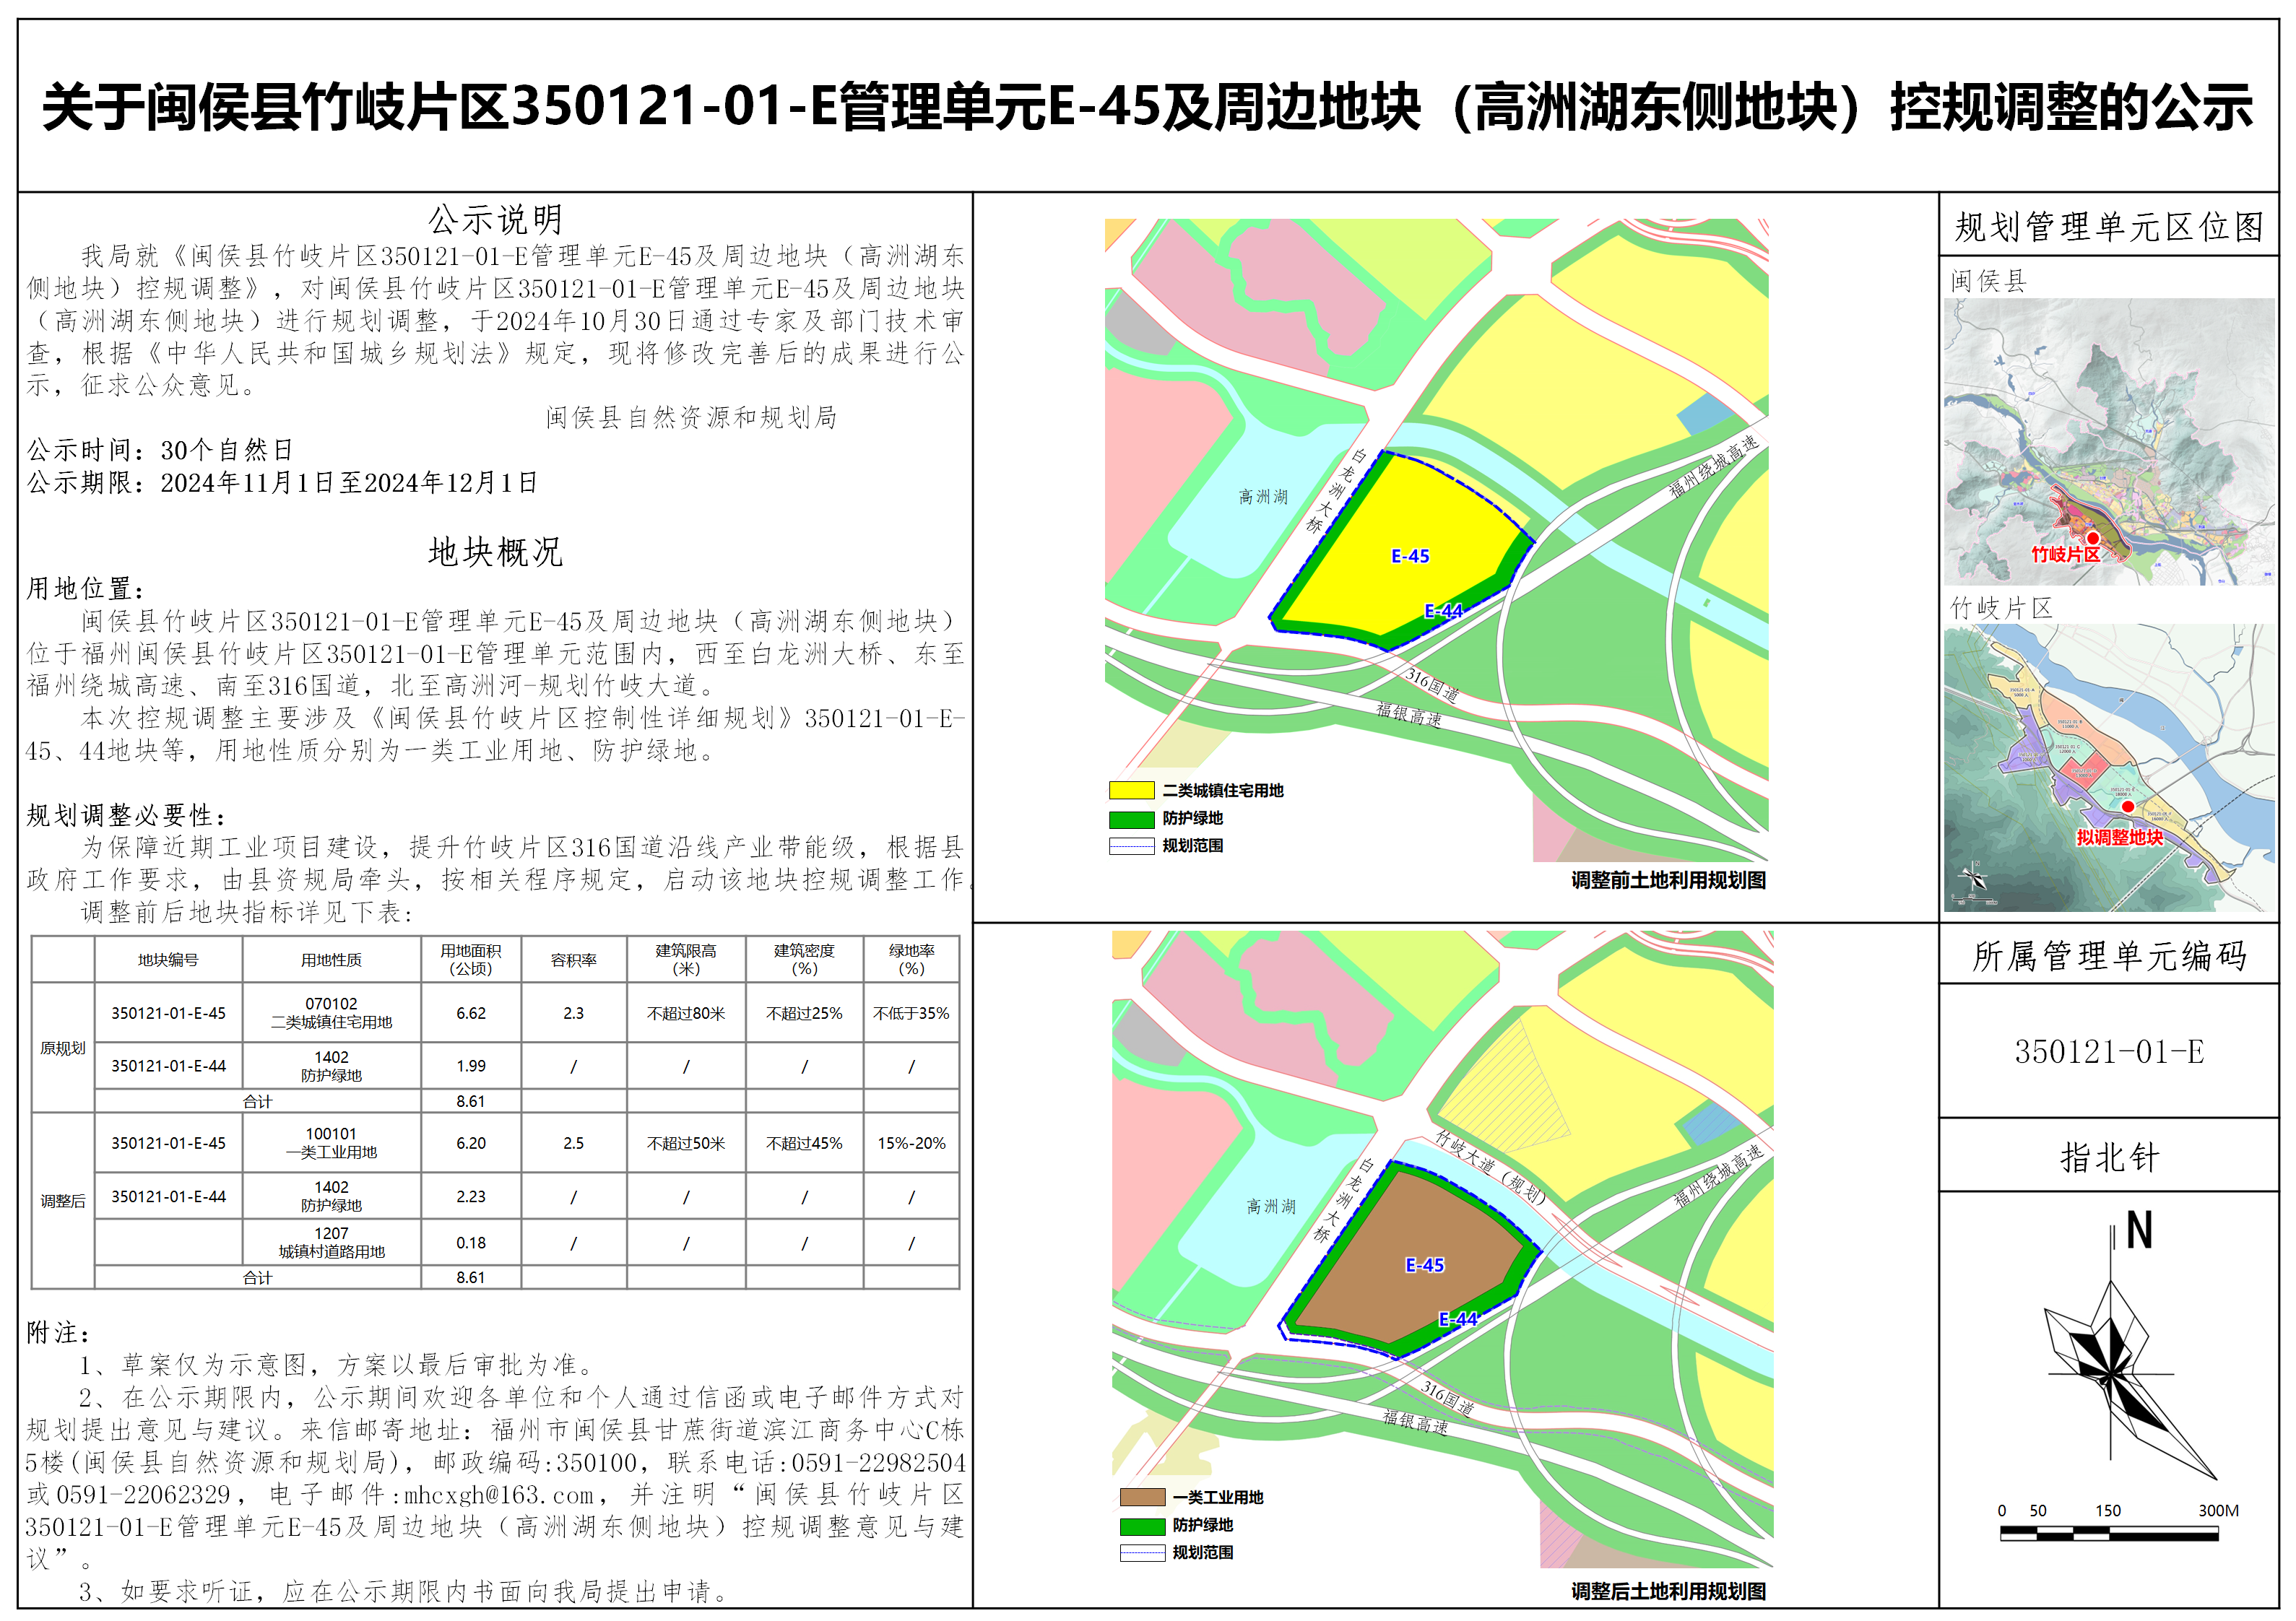 关于闽侯县竹岐片区350121-01-E管理单元E-45及周边地块（高洲湖东侧地块）控规调整的公示
公示说明
我局就《闽侯县竹岐片区350121-01-E管理单元E-45及周边地块（高洲湖东
侧地块）控规调整》，对闽侯县竹岐片区350121-01-E管理单元E-45及周边地块
（高洲湖东侧地块）进行规划调整，于2024年10月30日通过专家及部门技术审
查，根据《中华人民共和国城乡规划法》规定，现将修改完善后的成果进行公
示，征求公众意见。
闽侯县自然资源和规划局
公示时间：30个自然日
公示期限：2024年11月1日至2024年12月1日
地块概况
用地位置：
闽侯县竹岐片区350121-01-E管理单元E-45及周边地块（高洲湖东侧地块）
位于福州闽侯县竹岐片区350121-01-E管理单元范围内，西至白龙洲大桥、东至
福州绕城高速、南至316国道，北至高洲河-规划竹岐大道。
本次控规调整主要涉及《闽侯县竹岐片区控制性详细规划》350121-01-E-
45、44地块等，用地性质分别为一类工业用地、防护绿地。
规划调整必要性：
为保障近期工业项目建设，提升竹岐片区316国道沿线产业带能级，根据县
政府工作要求，由县资规局牵头，按相关程序规定，启动该地块控规调整工作。
调整前后地块指标详见下表：
地块编号 用地性质 用地面积（公顷） 容积率 建筑限高（米） 建筑密度（%） 绿地率（%）
原规划
350121-01-E-45 070102 二类城镇住宅用地 6.62 2.3 不超过80米 不超过25% 不低于35%
350121-01-E-44 1402 防护绿地 1.99 / / / /
合计 8.61
调整后
350121-01-E-45 100101 一类工业用地 6.20 2.5 不超过50米 不超过45% 15%-20%
350121-01-E-44 1402 防护绿地 2.23 / / / /
1207 城镇村道路用地 0.18 / / / /
合计 8.61
附注：
1、草案仅为示意图，方案以最后审批为准。
2、在公示期限内，公示期间欢迎各单位和个人通过信函或电子邮件方式对
规划提出意见与建议。来信邮寄地址：福州市闽侯县甘蔗街道滨江商务中心C栋
5楼(闽侯县自然资源和规划局)，邮政编码:350100，联系电话:0591-22982504
或0591-22062329，电子邮件:mhcxgh@163.com，并注明“闽侯县竹岐片区
350121-01-E管理单元E-45及周边地块（高洲湖东侧地块）控规调整意见与建
议”。
3、如要求听证，应在公示期限内书面向我局提出申请。
高洲湖
白龙洲大桥
福州绕城高速
E-45
E-44
316国道
福银高速
二类城镇住宅用地
防护绿地
规划范围
调整前土地利用规划图
竹岐大道（规划）
福州绕城高速
高洲湖
白龙洲大桥
E-45
E-44
316国道
福银高速
一类工业用地
防护绿地
规划范围
调整后土地利用规划图
规划管理单元区位图
闽侯县
竹岐片区
竹岐片区
拟调整地块
所属管理单元编码
350121-01-E
指北针
N
0 50 150 300M